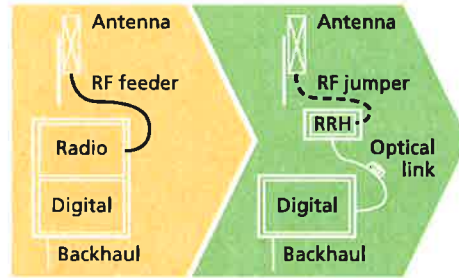 Antenna
RF feeder
Radio
Digital
Backhaul
Antenna
RF jumper
RRH
Optical
link
Digital
Backhaul